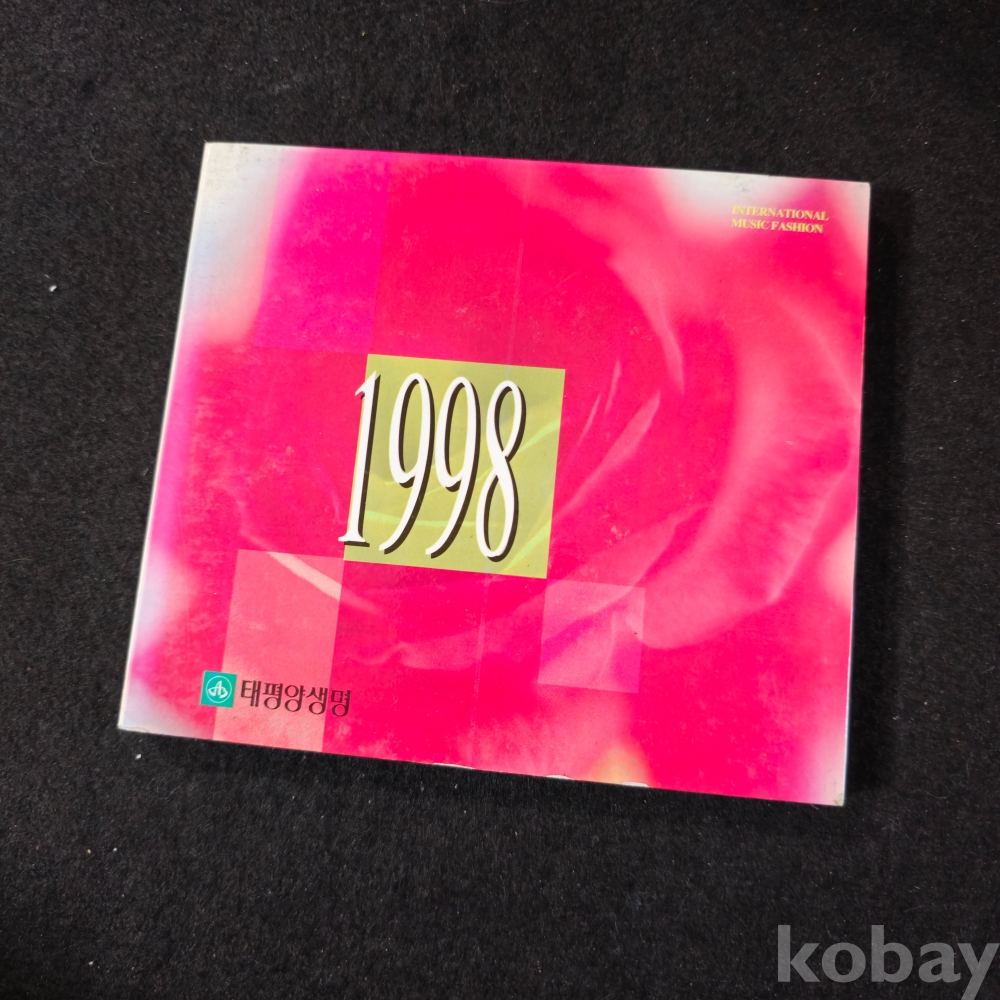 INTERNATIONAL
MUSIC FASHION
1998
태평양생명
kobay